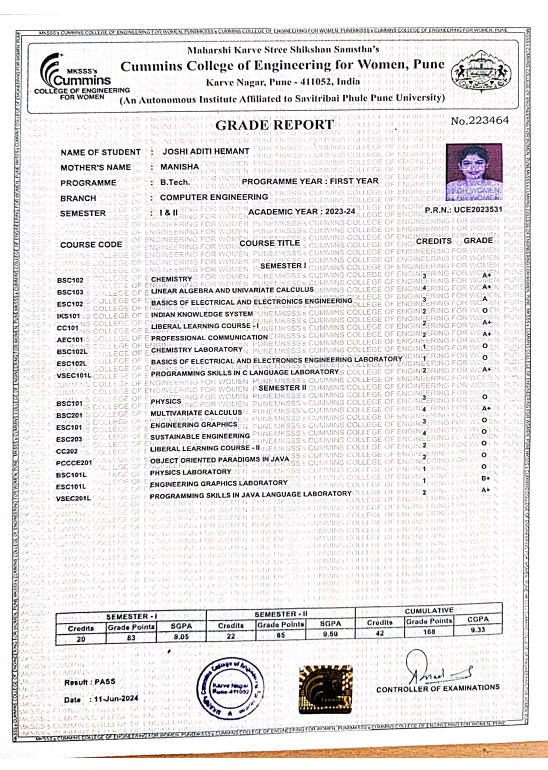 Maharshi Karve Stree Shikshan Samstha's
Cummins College of Engineering for Women, Pune
Karve Nagar, Pune - 411052, India
(An Autonomous Institute Affiliated to Savitribai Phule Pune University)
MKSSS's
Cummins
COLLEGE OF ENGINEERING
FOR WOMEN
GRADE REPORT
No.223464
NAME OF STUDENT : JOSHI ADITI HEMANT
MOTHER'S NAME : MANISHA
PROGRAMME : B.Tech. PROGRAMME YEAR : FIRST YEAR
BRANCH : COMPUTER ENGINEERING
SEMESTER : I & II ACADEMIC YEAR : 2023-24 P.R.N.: UCE2023531
COURSE CODE COURSE TITLE CREDITS GRADE
SEMESTER I
BSC102 CHEMISTRY 3 A+
BSC103 LINEAR ALGEBRA AND UNIVARIATE CALCULUS 4 A+
ESC102 BASICS OF ELECTRICAL AND ELECTRONICS ENGINEERING 3 A
IKS101 INDIAN KNOWLEDGE SYSTEM 2 O
CC101 LIBERAL LEARNING COURSE - I 2 A+
AEC101 PROFESSIONAL COMMUNICATION 2 A+
BSC102L CHEMISTRY LABORATORY 1 O
ESC102L BASICS OF ELECTRICAL AND ELECTRONICS ENGINEERING LABORATORY 1 O
VSEC101L PROGRAMMING SKILLS IN C LANGUAGE LABORATORY 2 A+
SEMESTER II
BSC101 PHYSICS 3 O
BSC201 MULTIVARIATE CALCULUS 4 A+
ESC101 ENGINEERING GRAPHICS 3 O
ESC203 SUSTAINABLE ENGINEERING 4 O
CC202 LIBERAL LEARNING COURSE - II 2 O
PCCCE201 OBJECT ORIENTED PARADIGMS IN JAVA 2 O
BSC101L PHYSICS LABORATORY 1 O
ESC101L ENGINEERING GRAPHICS LABORATORY 1 B+
VSEC201L PROGRAMMING SKILLS IN JAVA LANGUAGE LABORATORY 2 A+
SEMESTER - I SEMESTER - II CUMULATIVE
Credits Grade Points SGPA Credits Grade Points SGPA Credits Grade Points CGPA
20 83 9.05 22 85 9.59 42 168 9.33
Result : PASS
Date : 11-Jun-2024
Karve Nagar
Pune-411052
CONTROLLER OF EXAMINATIONS